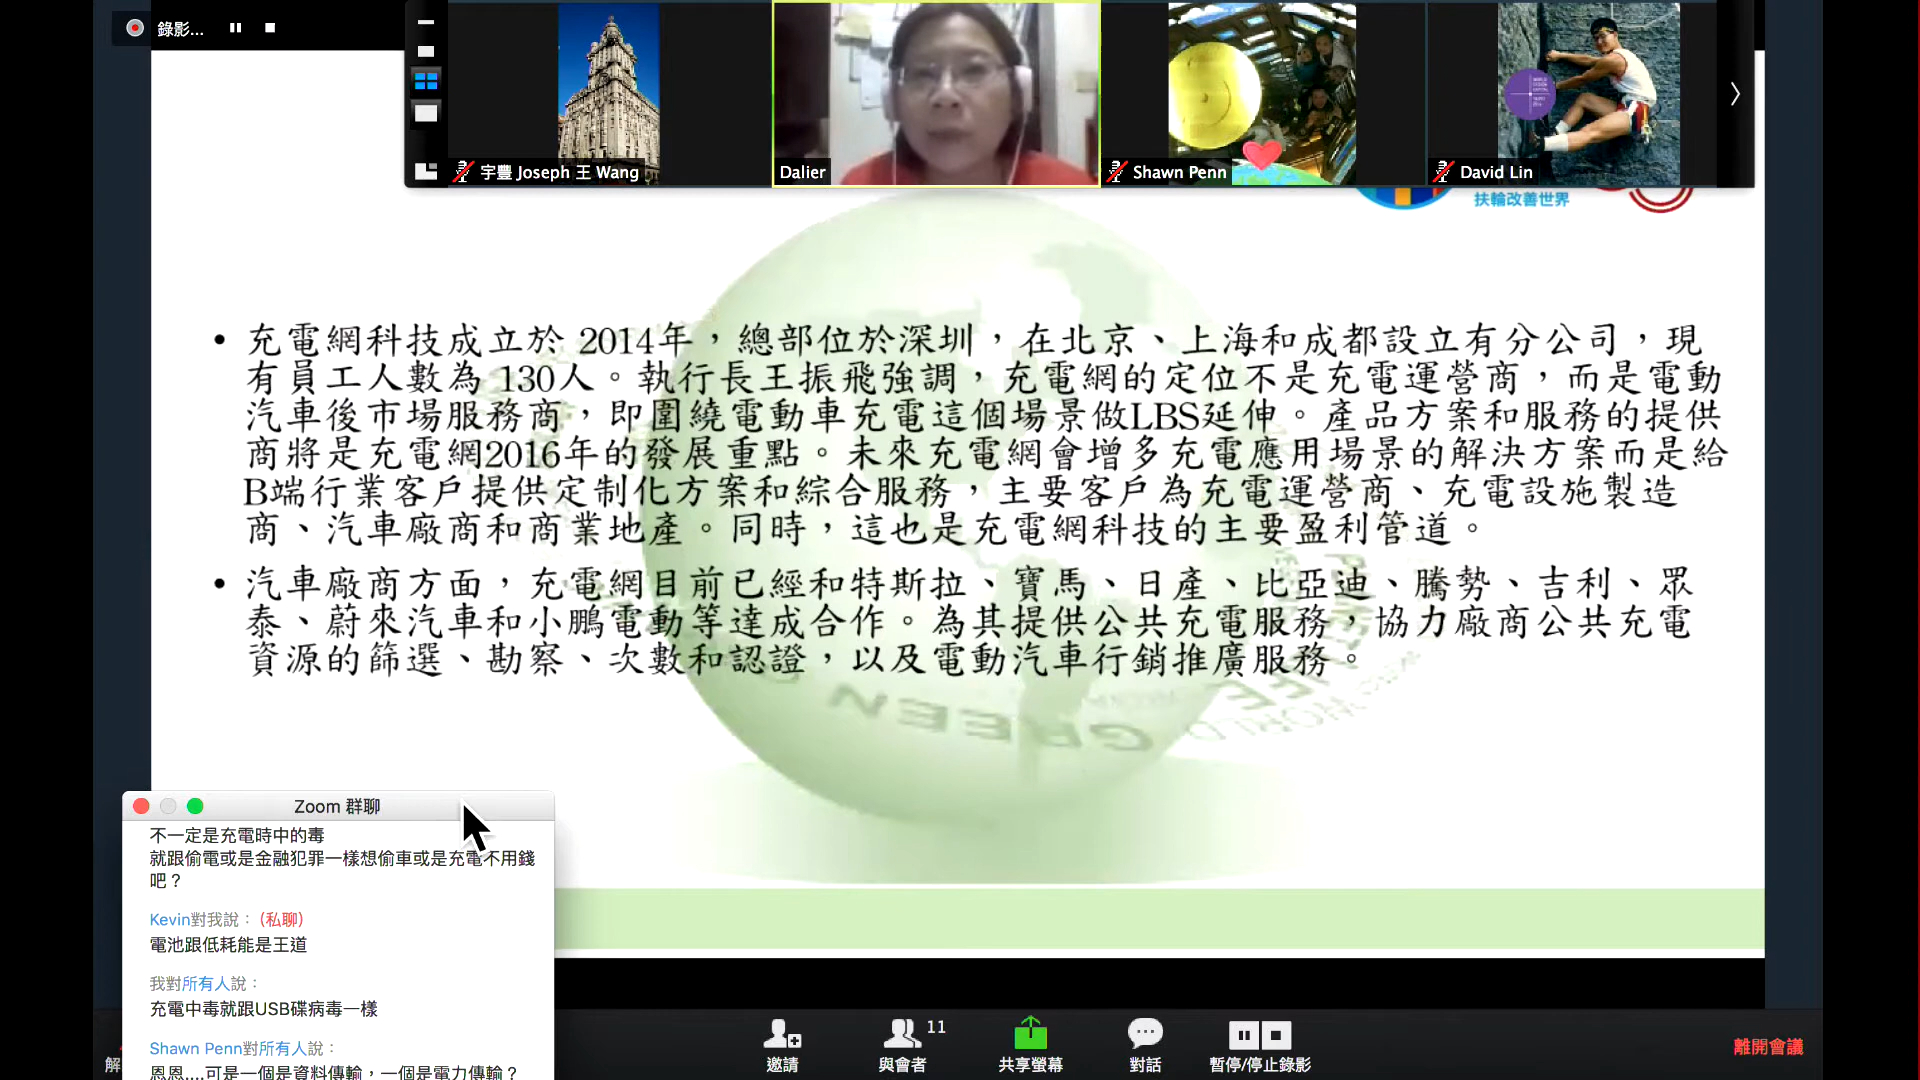 錄影...
宇豐 Joseph 王 Wang
Dalier
Shawn Penn
David Lin
扶輪改善世界
• 充電網科技成立於 2014年，總部位於深圳，在北京、上海和成都設立有分公司，現
有員工人數為 130人。執行長王振飛強調，充電網的定位不是充電運營商，而是電動
汽車後市場服務商，即圍繞電動車充電這個場景做LBS延伸。產品方案和服務的提供
商將是充電網2016年的發展重點。未來充電網會增多充電應用場景的解決方案而是給
B端行業客戶提供定制化方案和綜合服務，主要客戶為充電運營商、充電設施製造
商、汽車廠商和商業地產。同時，這也是充電網科技的主要盈利管道。
• 汽車廠商方面，充電網目前已經和特斯拉、寶馬、日產、比亞迪、騰勢、吉利、眾
泰、蔚來汽車和小鵬電動等達成合作。為其提供公共充電服務，協力廠商公共充電
資源的篩選、勘察、次數和認證，以及電動汽車行銷推廣服務。
GREEN
Zoom 群聊
不一定是充電時中的毒
就跟偷電或是金融犯罪一樣想偷車或是充電不用錢
吧？
Kevin對我說：（私聊）
電池跟低耗能是王道
我對所有人說：
充電中毒就跟USB碟病毒一樣
Shawn Penn對所有人說：
恩恩....可是一個是資料傳輸，一個是電力傳輸？
解
邀請
11
與會者
共享螢幕
對話
暫停/停止錄影
離開會議